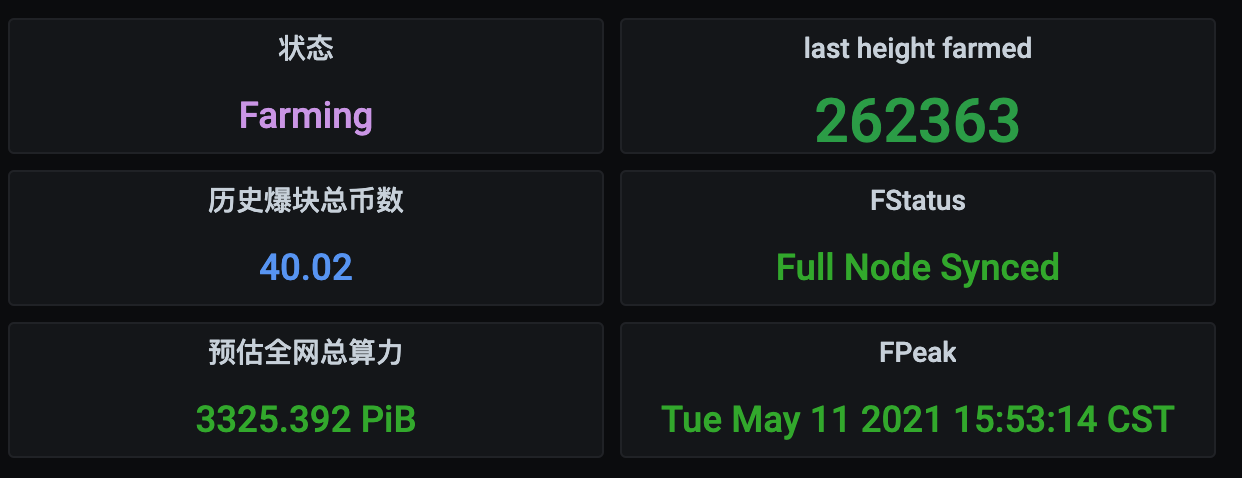 状态
Farming
last height farmed
262363
历史爆块总币数
40.02
FStatus
Full Node Synced
预估全网总算力
3325.392 PiB
FPeak
Tue May 11 2021 15:53:14 CST